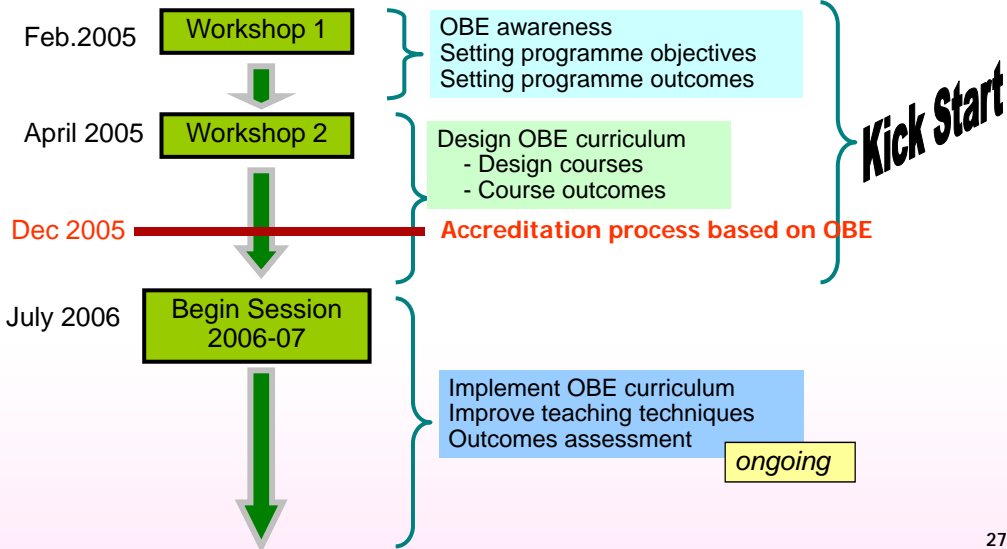 Feb.2005
Workshop 1
OBE awareness
Setting programme objectives
Setting programme outcomes
Kick Start
April 2005
Workshop 2
Design OBE curriculum
- Design courses
- Course outcomes
Dec 2005
Accreditation process based on OBE
July 2006
Begin Session
2006-07
Implement OBE curriculum
Improve teaching techniques
Outcomes assessment
ongoing
27